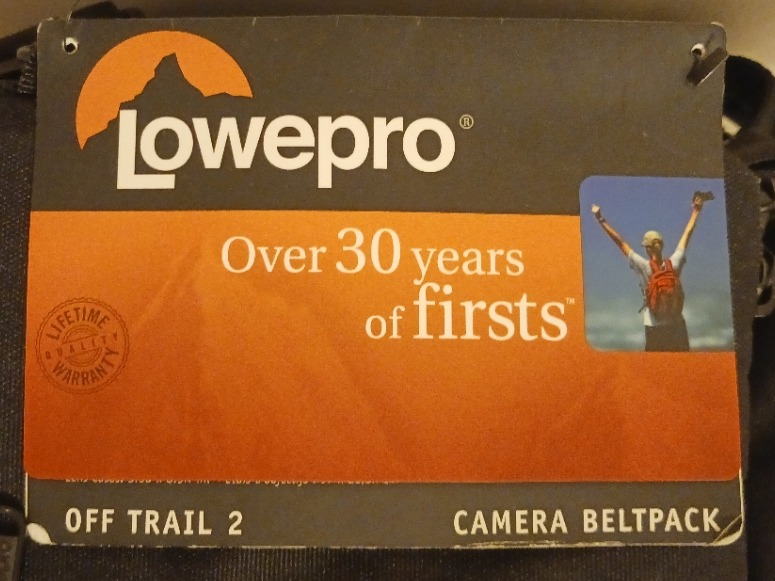 Lowepro®
Over 30 years
of firsts™
LIFETIME
QUALITY
WARRANTY
OFF TRAIL 2
CAMERA BELTPACK